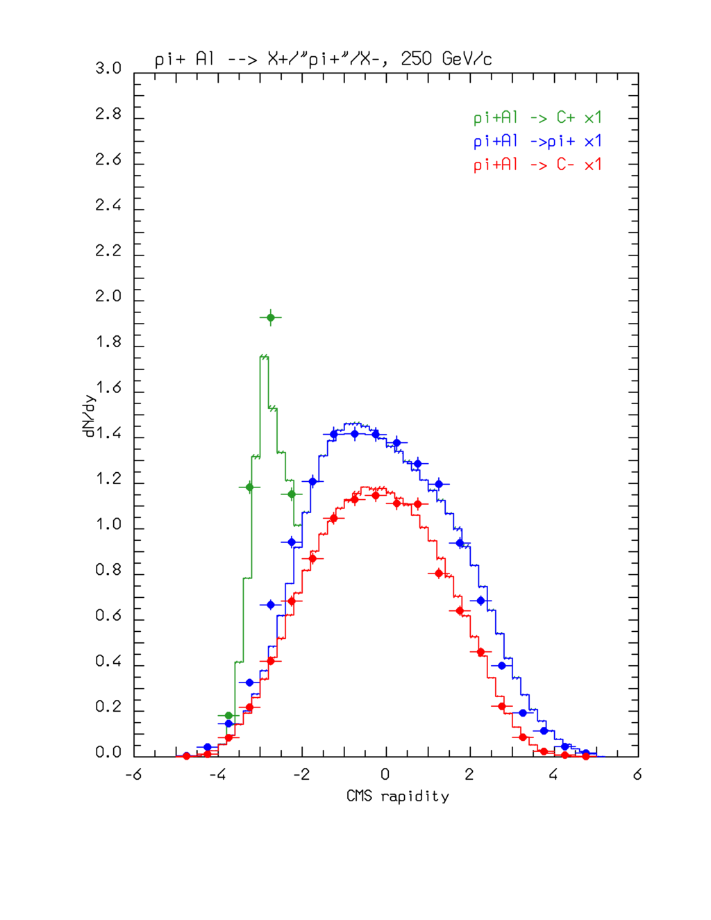 pi+ Al --> X+/"pi+"/X-, 250 GeV/c
3.0
2.8
2.6
2.4
2.2
2.0
1.8
1.6
1.4
1.2
1.0
0.8
0.6
0.4
0.2
0.0
dN/dy
pi+Al -> C+ x1
pi+Al ->pi+ x1
pi+Al -> C- x1
-6 -4 -2 0 2 4 6
CMS rapidity